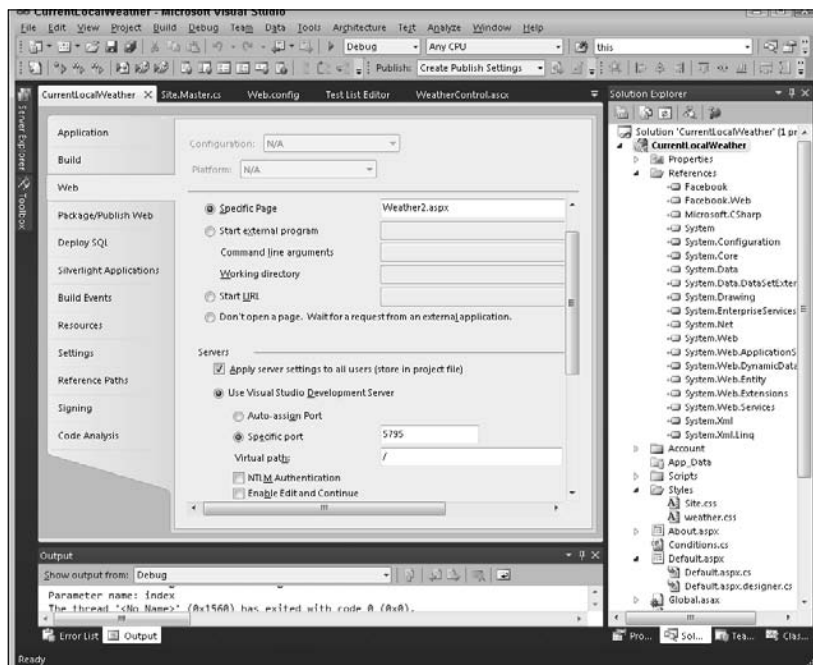 CurrentLocalWeather - Microsoft Visual Studio
File Edit View Project Build Debug Team Data Tools Architecture Test Analyze Window Help
Debug Any CPU this
Publish: Create Publish Settings
CurrentLocalWeather Site.Master.cs Web.config Test List Editor WeatherControl.ascx
Server Explorer
Toolbox
Application
Build
Web
Package/Publish Web
Deploy SQL
Silverlight Applications
Build Events
Resources
Settings
Reference Paths
Signing
Code Analysis
Configuration: N/A
Platform: N/A
Specific Page Weather2.aspx
Start external program
Command line arguments
Working directory
Start URL
Don't open a page. Wait for a request from an external application.
Servers
Apply server settings to all users (store in project file)
Use Visual Studio Development Server
Auto-assign Port
Specific port 5795
Virtual path: /
NTLM Authentication
Enable Edit and Continue
Output
Show output from: Debug
Parameter name: index
The thread '<No Name>' (0x1560) has exited with code 0 (0x0).
Error List Output
Ready
Solution Explorer
Solution 'CurrentLocalWeather' (1 pr
CurrentLocalWeather
Properties
References
Facebook
Facebook.Web
Microsoft.CSharp
System
System.Configuration
System.Core
System.Data
System.Data.DataSetExter
System.Drawing
System.EnterpriseServices
System.Net
System.Web
System.Web.ApplicationS
System.Web.DynamicData
System.Web.Entity
System.Web.Extensions
System.Web.Services
System.Xml
System.Xml.Linq
Account
App_Data
Scripts
Styles
Site.css
weather.css
About.aspx
Conditions.cs
Default.aspx
Default.aspx.cs
Default.aspx.designer.cs
Global.asax
Pro... Sol... Tea... Clas...